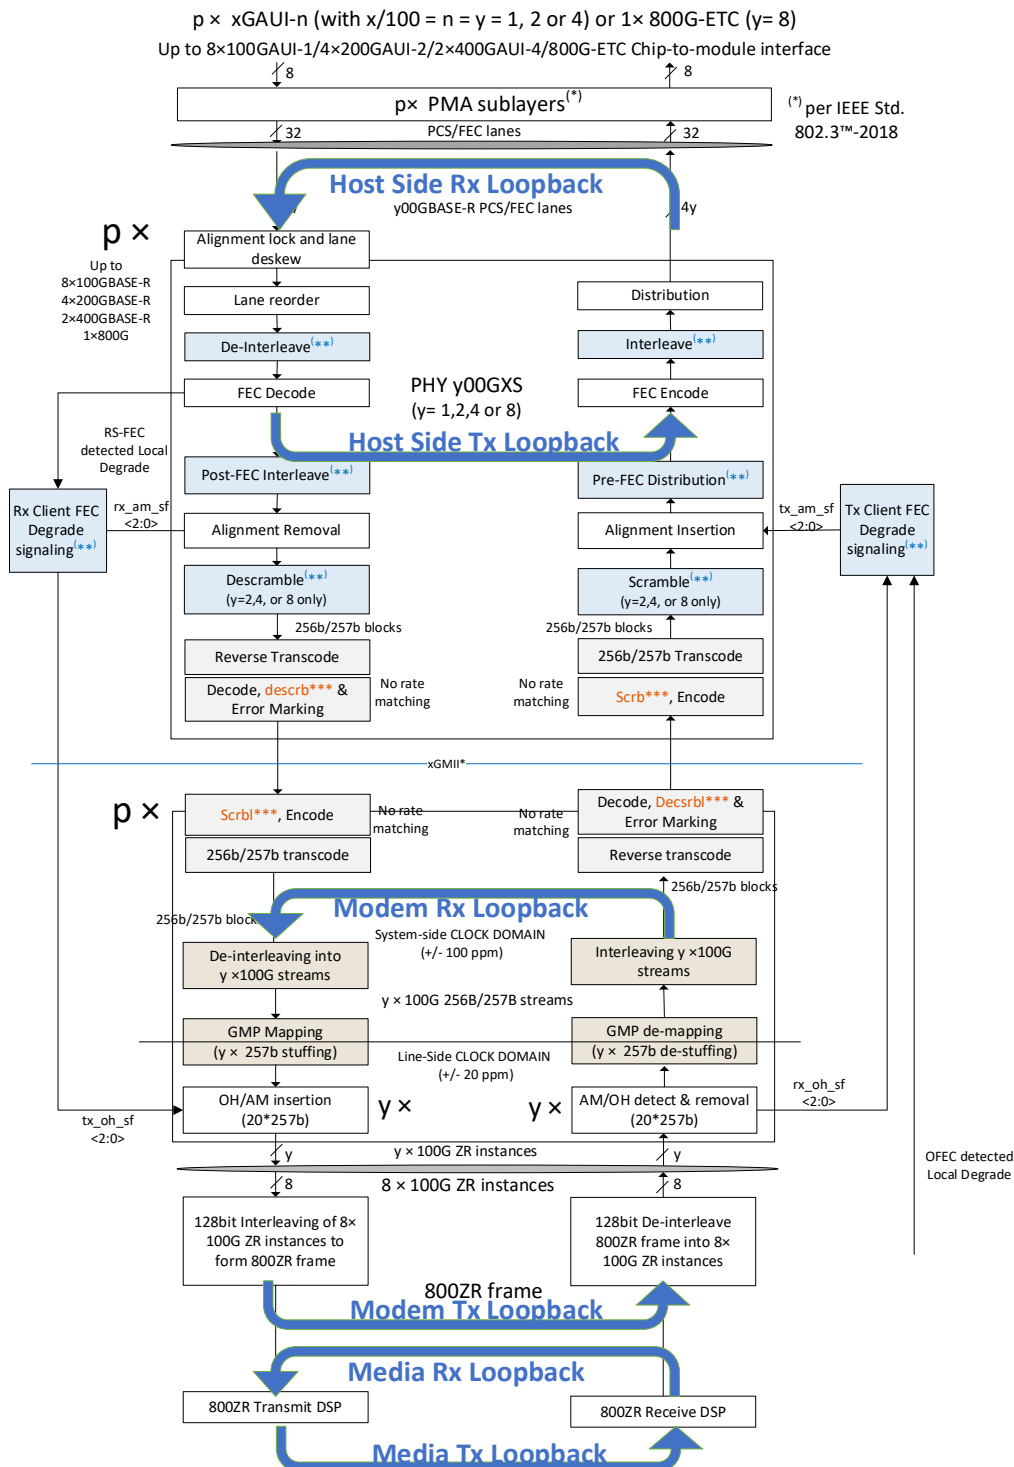 p × xGAUI-n (with x/100 = n = y = 1, 2 or 4) or 1× 800G-ETC (y= 8)
Up to 8×100GAUI-1/4×200GAUI-2/2×400GAUI-4/800G-ETC Chip-to-module interface
8
8
p× PMA sublayers(*)
(*) per IEEE Std.
802.3™-2018
32
PCS/FEC lanes
32
Host Side Rx Loopback
y00GBASE-R PCS/FEC lanes
4y
p ×
Alignment lock and lane
deskew
Up to
8×100GBASE-R
4×200GBASE-R
2×400GBASE-R
1×800G
Lane reorder
Distribution
De-Interleave(**)
Interleave(**)
FEC Decode
PHY y00GXS
(y= 1,2,4 or 8)
FEC Encode
Host Side Tx Loopback
RS-FEC
detected Local
Degrade
Post-FEC Interleave(**)
Pre-FEC Distribution(**)
Rx Client FEC
Degrade
signaling(**)
rx_am_sf
<2:0>
Alignment Removal
Alignment Insertion
tx_am_sf
<2:0>
Tx Client FEC
Degrade
signaling(**)
Descramble(**)
(y=2,4, or 8 only)
Scramble(**)
(y=2,4, or 8 only)
256b/257b blocks
256b/257b blocks
Reverse Transcode
256b/257b Transcode
Decode, descrb*** &
Error Marking
No rate
matching
No rate
matching
Scrb***, Encode
xGMII*
p ×
Scrbl***, Encode
No rate
matching
No rate
matching
Decode, Decsrbl*** &
Error Marking
256b/257b transcode
Reverse transcode
256b/257b blocks
Modem Rx Loopback
256b/257b blocks
System-side CLOCK DOMAIN
(+/- 100 ppm)
De-interleaving into
y ×100G streams
Interleaving y ×100G
streams
y × 100G 256B/257B streams
GMP Mapping
(y × 257b stuffing)
GMP de-mapping
(y × 257b de-stuffing)
Line-Side CLOCK DOMAIN
(+/- 20 ppm)
tx_oh_sf
<2:0>
OH/AM insertion
(20*257b)
y ×
y ×
AM/OH detect & removal
(20*257b)
rx_oh_sf
<2:0>
y
y × 100G ZR instances
y
OFEC detected
Local Degrade
8
8 × 100G ZR instances
8
128bit Interleaving of 8×
100G ZR instances to
form 800ZR frame
128bit De-interleave
800ZR frame into 8×
100G ZR instances
800ZR frame
Modem Tx Loopback
Media Rx Loopback
800ZR Transmit DSP
800ZR Receive DSP
Media Tx Loopback